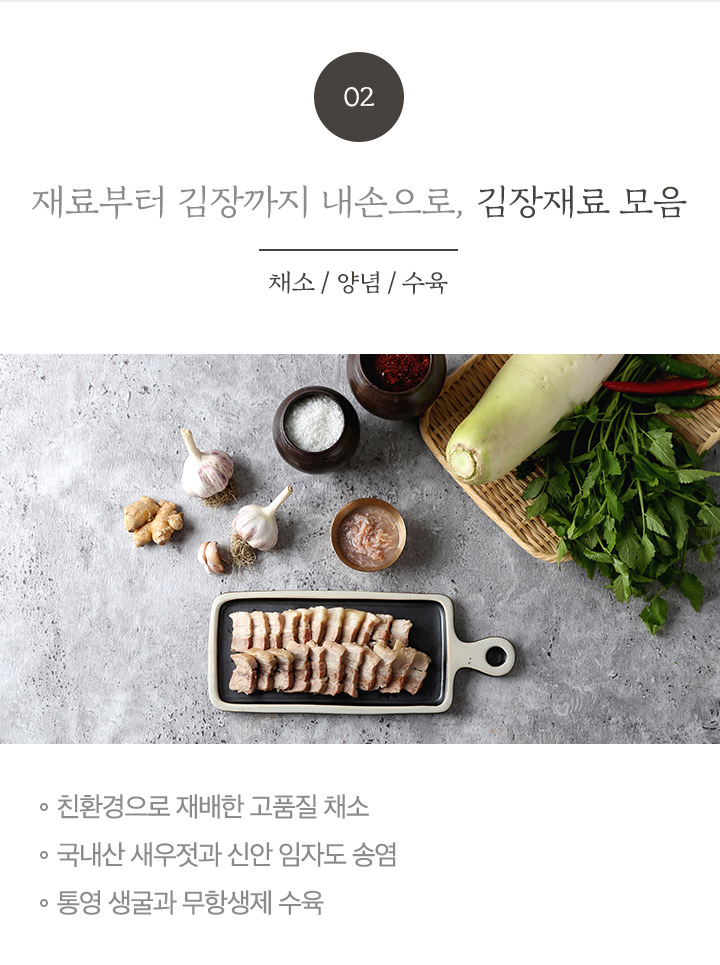 02
재료부터 김장까지 내손으로, 김장재료 모음
채소 / 양념 / 수육
친환경으로 재배한 고품질 채소
국내산 새우젓과 신안 임자도 송염
통영 생굴과 무항생제 수육